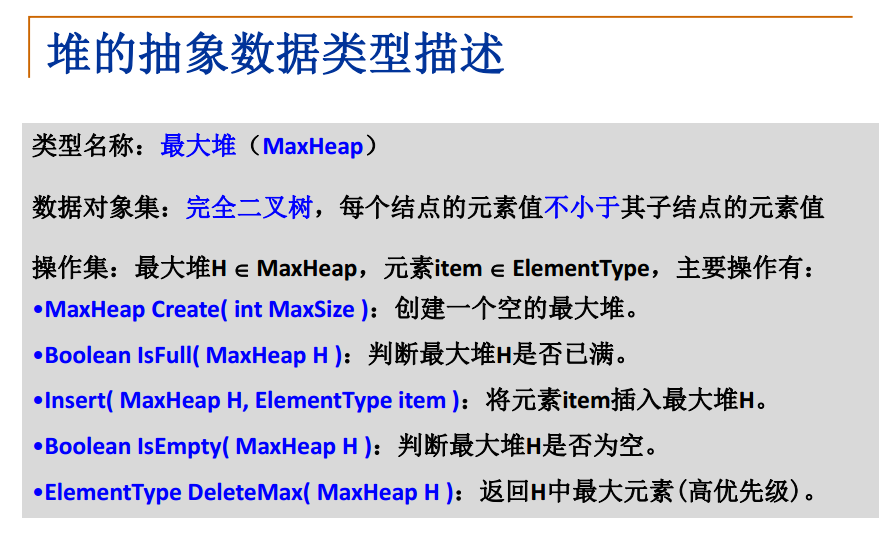 堆的抽象数据类型描述
类型名称：最大堆（MaxHeap）
数据对象集：完全二叉树，每个结点的元素值不小于其子结点的元素值
操作集：最大堆H ∈ MaxHeap，元素item ∈ ElementType，主要操作有：
•MaxHeap Create( int MaxSize )：创建一个空的最大堆。
•Boolean IsFull( MaxHeap H )：判断最大堆H是否已满。
•Insert( MaxHeap H, ElementType item )：将元素item插入最大堆H。
•Boolean IsEmpty( MaxHeap H )：判断最大堆H是否为空。
•ElementType DeleteMax( MaxHeap H )：返回H中最大元素(高优先级)。